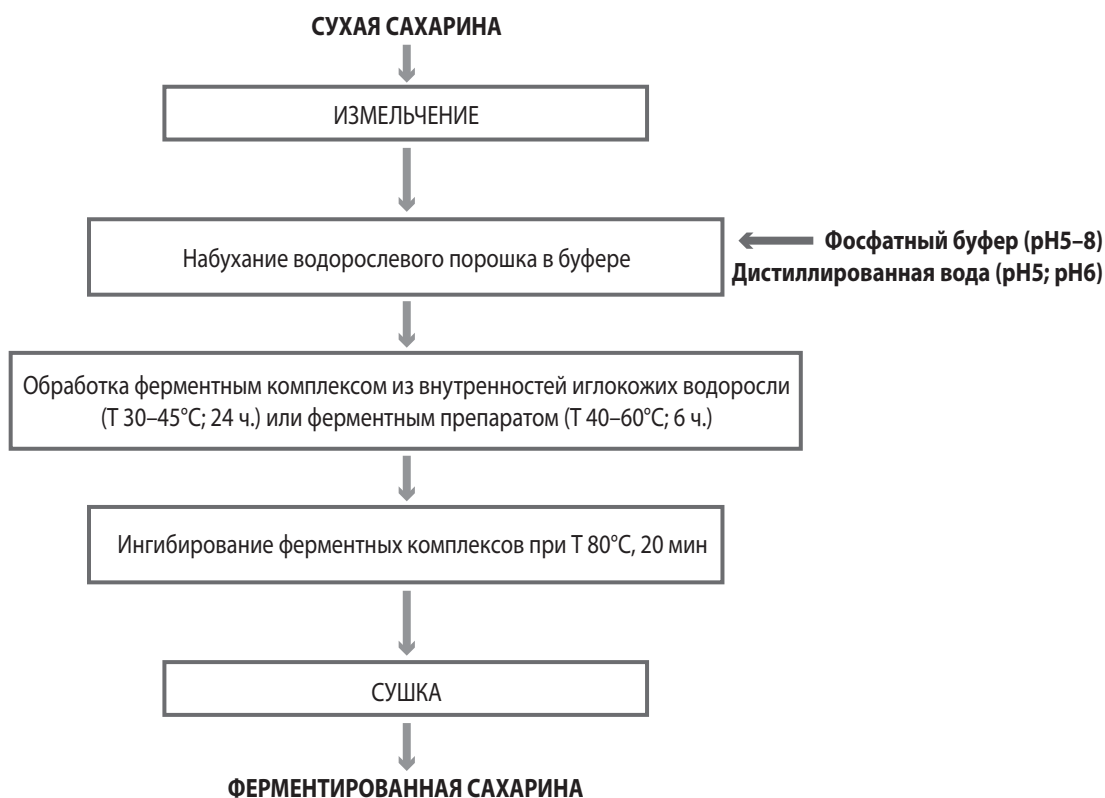 СУХАЯ САХАРИНА
ИЗМЕЛЬЧЕНИЕ
Набухание водорослевого порошка в буфере
Фосфатный буфер (pH5–8)
Дистиллированная вода (pH5; pH6)
Обработка ферментным комплексом из внутренностей иглокожих водоросли
(T 30–45°C; 24 ч.) или ферментным препаратом (T 40–60°C; 6 ч.)
Ингибирование ферментных комплексов при T 80°C, 20 мин
СУШКА
ФЕРМЕНТИРОВАННАЯ САХАРИНА